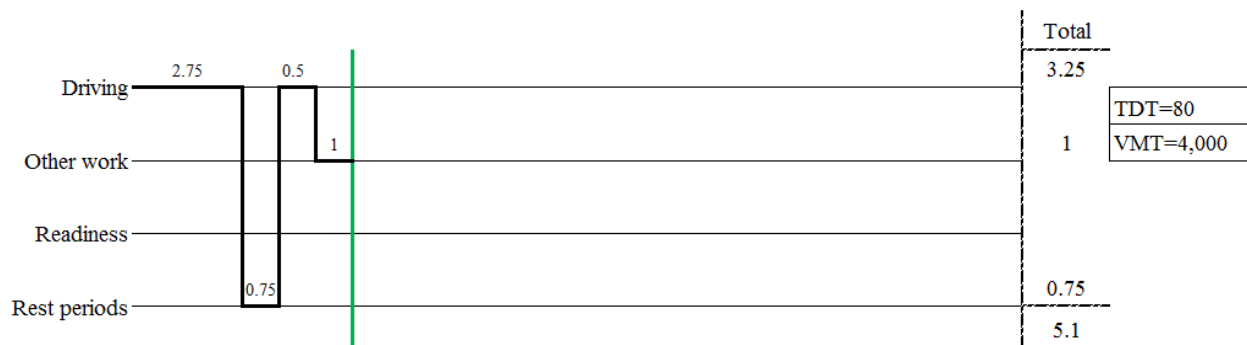 Total
2.75 0.5 3.25
Driving
TDT=80
1 1 VMT=4,000
Other work
Readiness
0.75 0.75
Rest periods
5.1